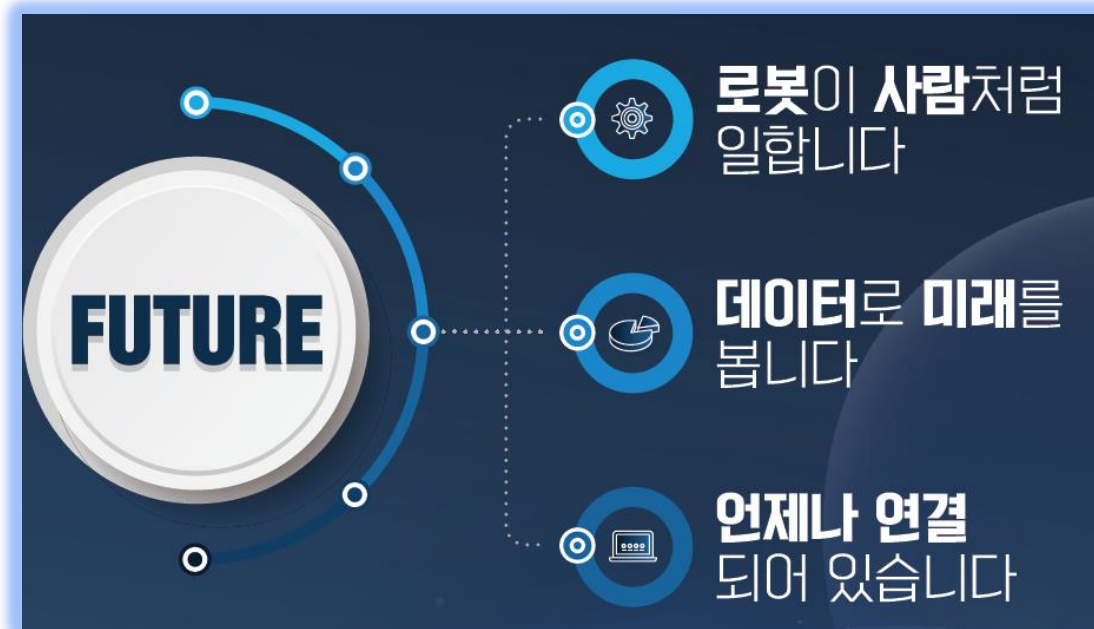 FUTURE
로봇이 사람처럼
일합니다
데이터로 미래를
봅니다
언제나 연결
되어 있습니다